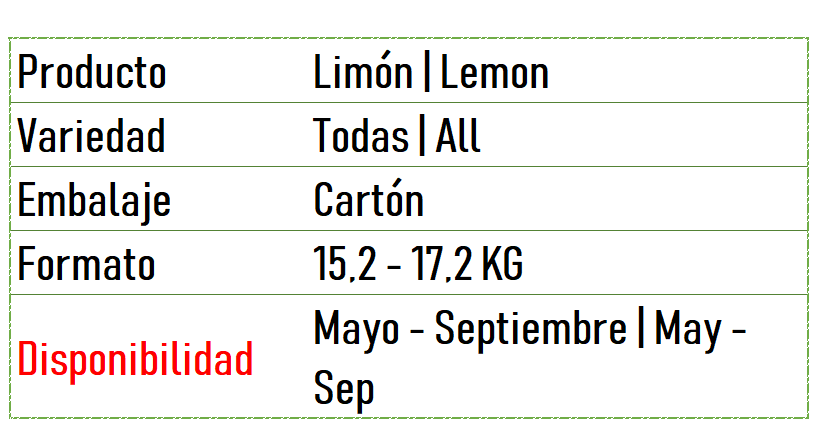 Producto Limón | Lemon
Variedad Todas | All
Embalaje Cartón
Formato 15,2 - 17,2 KG
Disponibilidad Mayo - Septiembre | May -
Sep